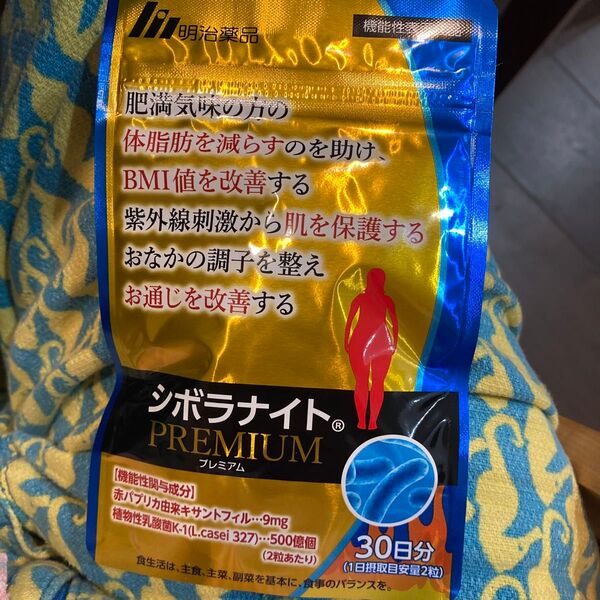 明治薬品
機能性表示食品
肥満気味の方の
体脂肪を減らすのを助け、
BMI値を改善する
紫外線刺激から肌を保護する
おなかの調子を整え
お通じを改善する
シボラナイト®
PREMIUM
プレミアム
【機能性関与成分】
赤パプリカ由来キサントフィル…9mg
植物性乳酸菌K-1(L.casei 327)…500億個
(2粒あたり)
30日分
(1日摂取目安量2粒)
食生活は、主食、主菜、副菜を基本に、食事のバランスを。